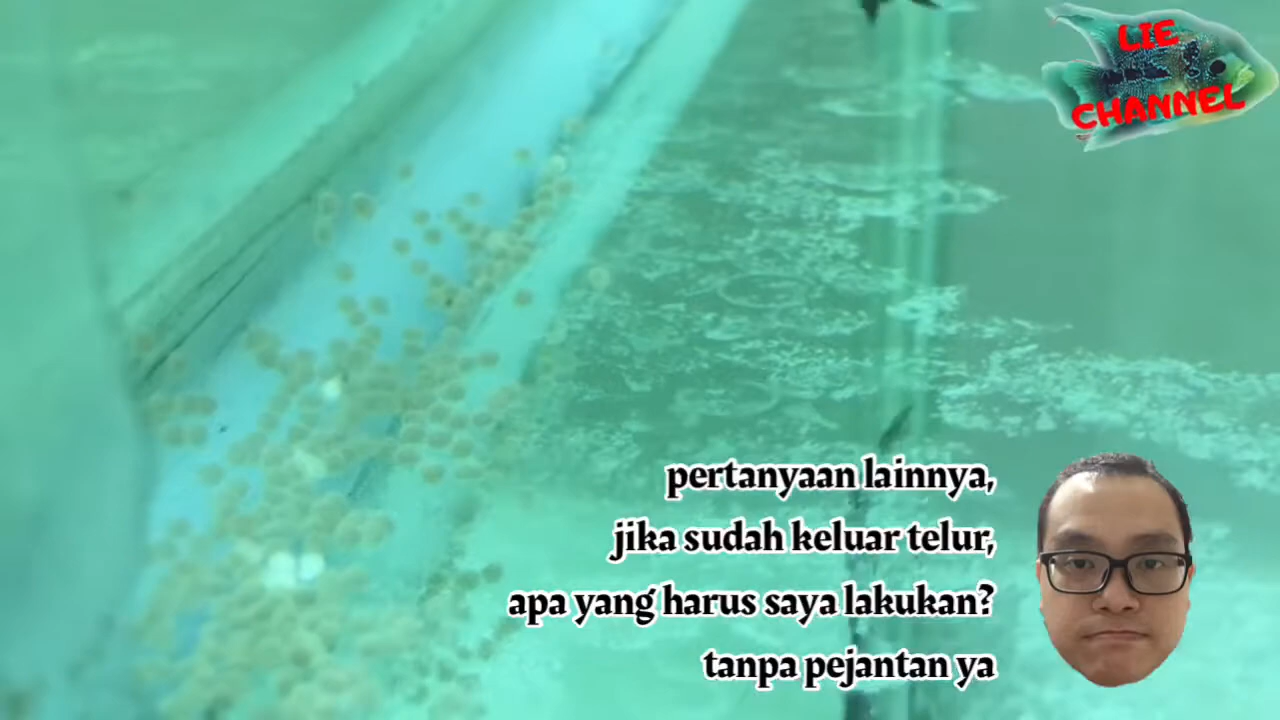 LIE
CHANNEL
pertanyaan lainnya,
jika sudah keluar telur,
apa yang harus saya lakukan?
tanpa pejantan ya